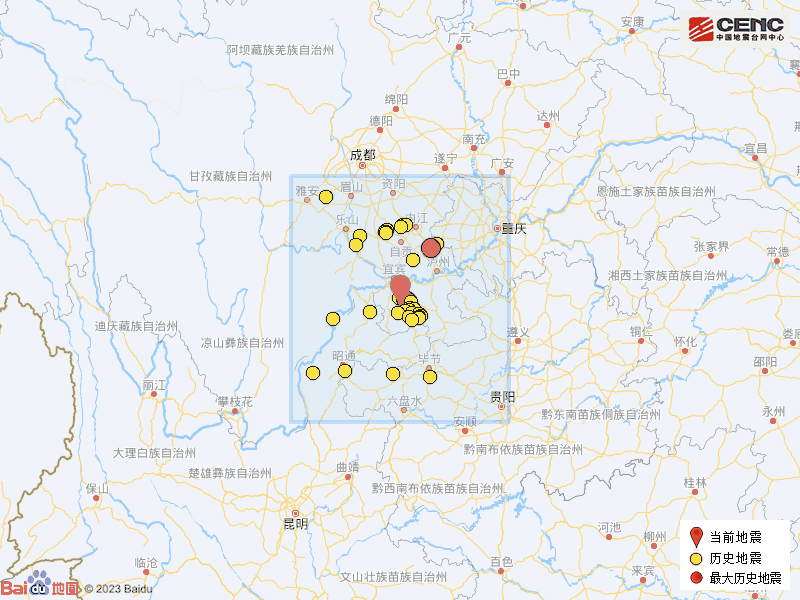 安康
CENC
中国地震台网中心
广元
阿坝藏族羌族自治州
巴中
襄
绵阳
达州
德阳
荆
南充
宜昌
成都
遂宁
广安
甘孜藏族自治州
雅安
眉山
资阳
恩施土家族苗族自治州
乐山
内江
重庆
自贡
张家界
常德
宜宾
泸州
湘西土家族苗族自治州
迪庆藏族自治州
遵义
铜仁
娄底
凉山彝族自治州
怀化
昭通
毕节
邵阳
丽江
攀枝花
六盘水
贵阳
黔东南苗族侗族自治州
永州
安顺
大理白族自治州
黔南布依族苗族自治州
楚雄彝族自治州
曲靖
保山
黔西南布依族苗族自治州
桂林
昆明
河池
柳州
当前地震
历史地震
最大历史地震
临沧
百色
来宾
文山壮族苗族自治州
Bai du 地图 © 2023 Baidu